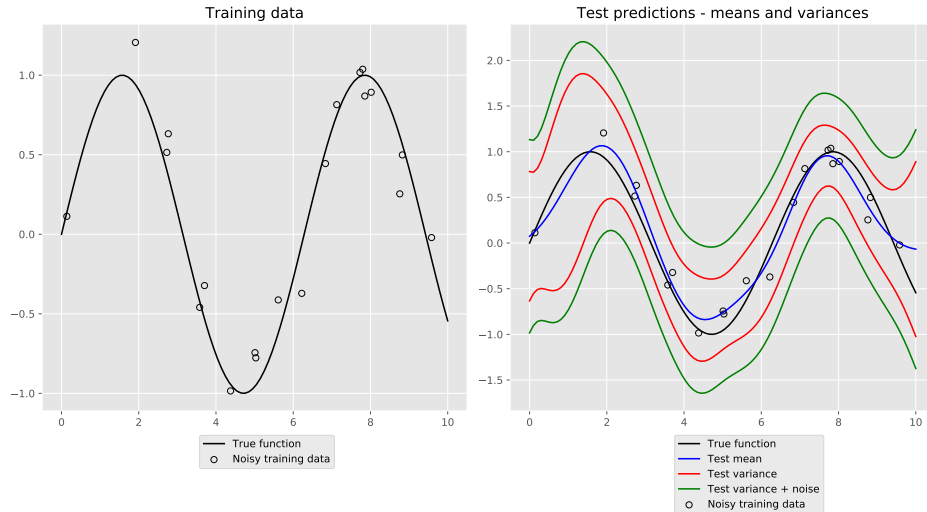 Training data
1.0
0.5
0.0
−0.5
−1.0
0 2 4 6 8 10
True function
Noisy training data
Test predictions - means and variances
2.0
1.5
1.0
0.5
0.0
−0.5
−1.0
−1.5
0 2 4 6 8 10
True function
Test mean
Test variance
Test variance + noise
Noisy training data